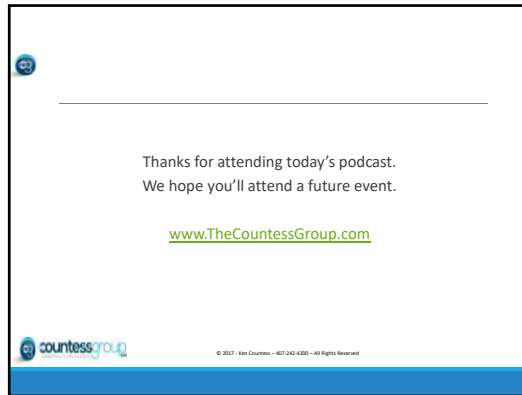 Thanks for attending today's podcast.
We hope you'll attend a future event.
www.TheCountessGroup.com
countessgroup
© 2017 - Ken Countess – 407-242-4200 – All Rights Reserved